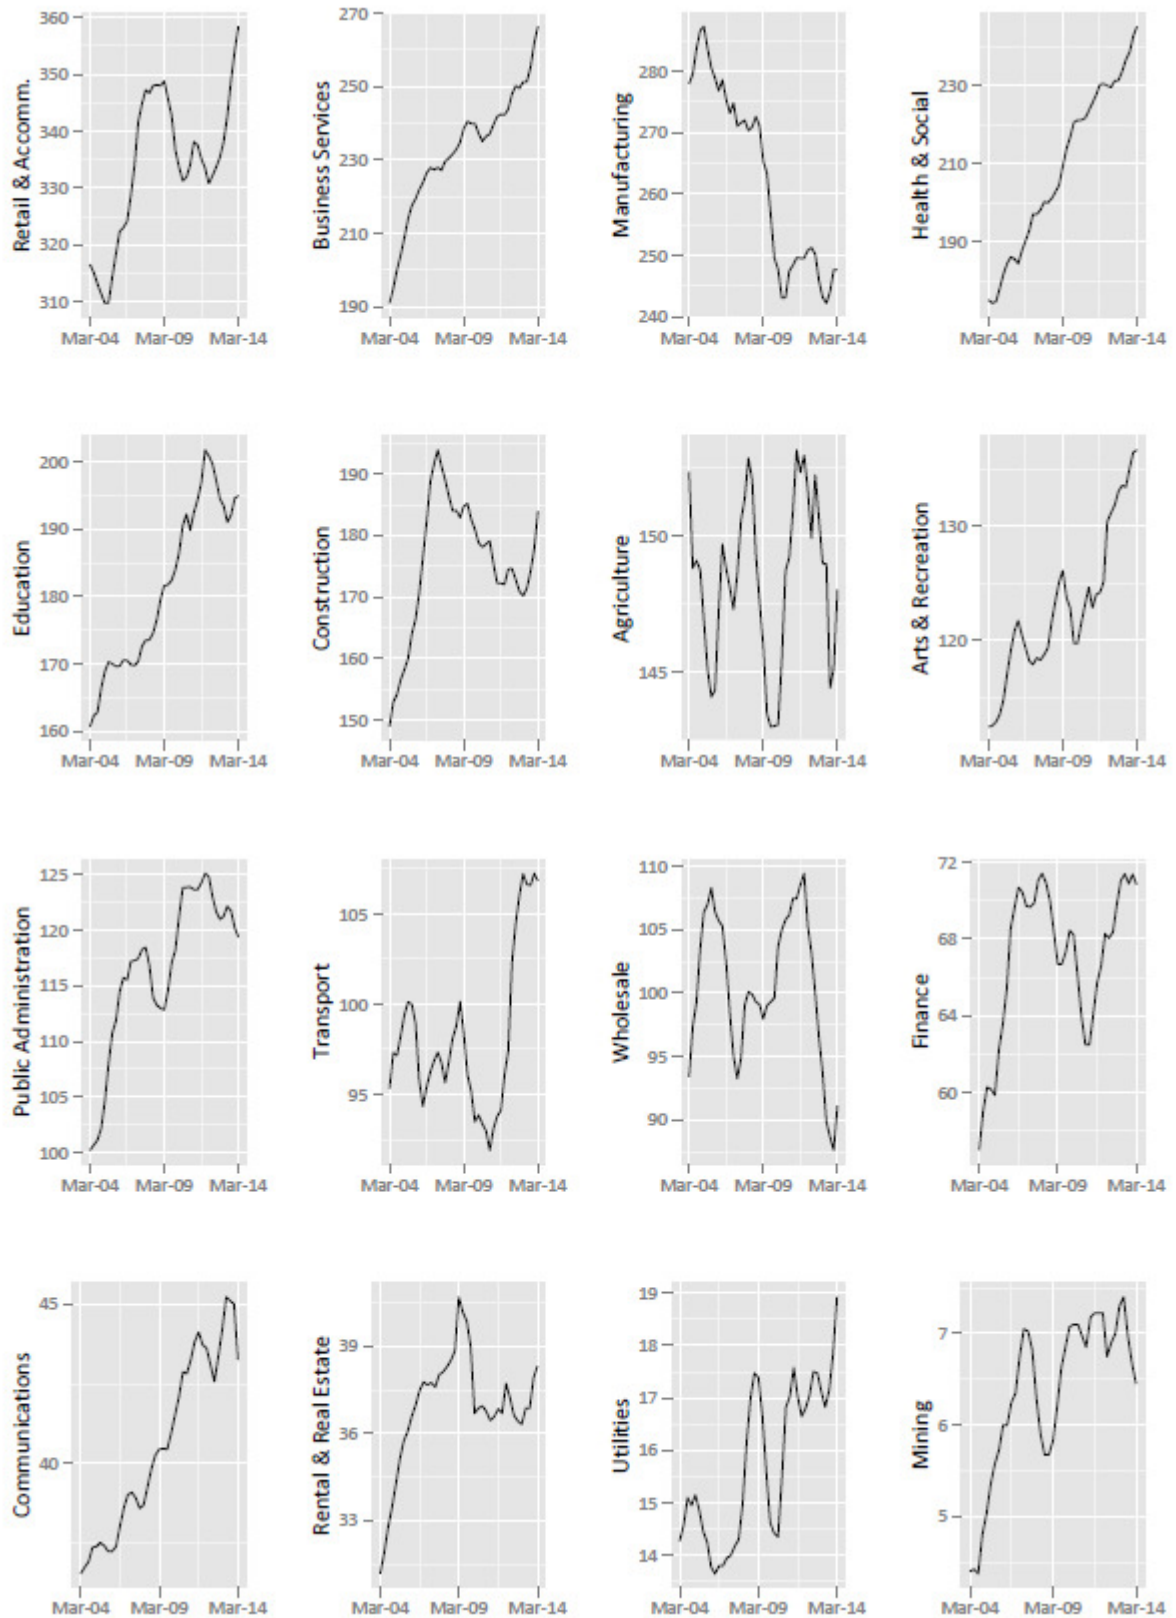 Retail & Accomm.
360
350
340
330
320
310
Mar-04 Mar-09 Mar-14
Business Services
270
250
230
210
190
Mar-04 Mar-09 Mar-14
Manufacturing
280
270
260
250
240
Mar-04 Mar-09 Mar-14
Health & Social
230
210
190
Mar-04 Mar-09 Mar-14
Education
200
190
180
170
160
Mar-04 Mar-09 Mar-14
Construction
190
180
170
160
150
Mar-04 Mar-09 Mar-14
Agriculture
150
145
Mar-04 Mar-09 Mar-14
Arts & Recreation
130
120
Mar-04 Mar-09 Mar-14
Public Administration
125
120
115
110
105
100
Mar-04 Mar-09 Mar-14
Transport
105
100
95
Mar-04 Mar-09 Mar-14
Wholesale
110
105
100
95
90
Mar-04 Mar-09 Mar-14
Finance
72
68
64
60
Mar-04 Mar-09 Mar-14
Communications
45
40
Mar-04 Mar-09 Mar-14
Rental & Real Estate
39
36
33
Mar-04 Mar-09 Mar-14
Utilities
19
18
17
16
15
14
Mar-04 Mar-09 Mar-14
Mining
7
6
5
Mar-04 Mar-09 Mar-14